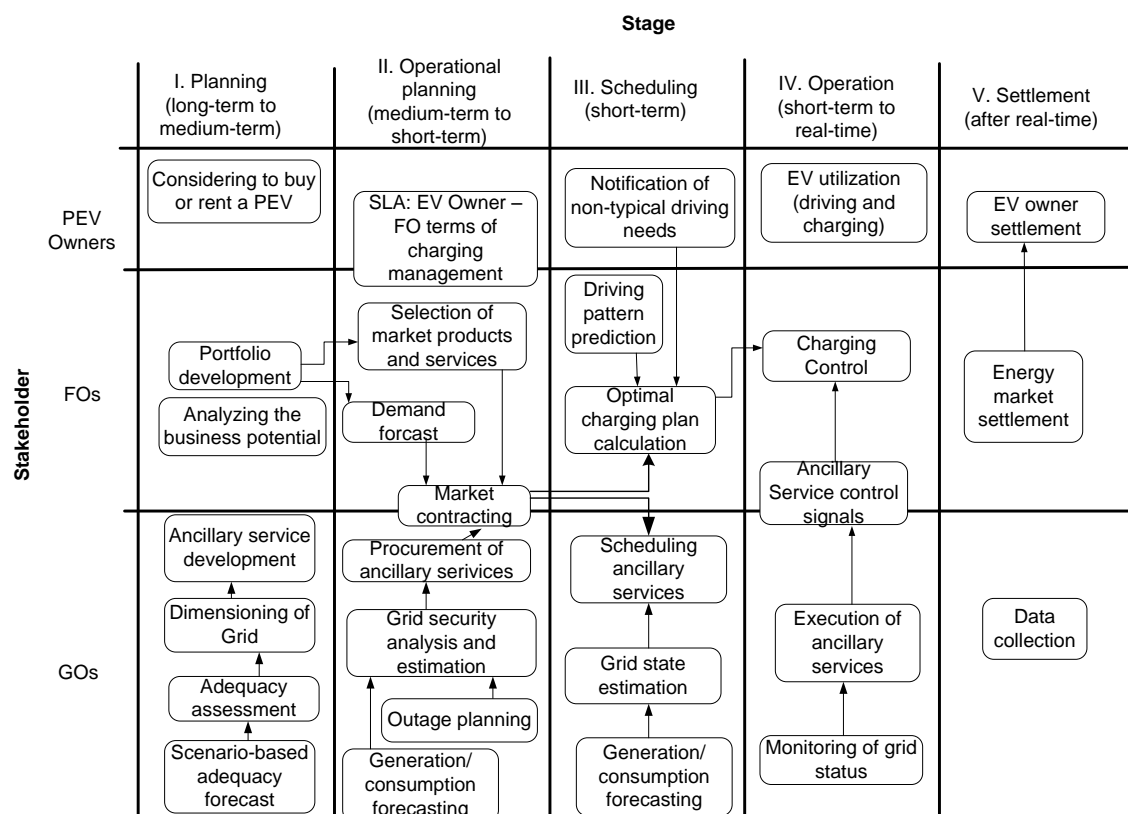 Stage
I. Planning
(long-term to
medium-term)
II. Operational
planning
(medium-term to
short-term)
III. Scheduling
(short-term)
IV. Operation
(short-term to
real-time)
V. Settlement
(after real-time)
Stakeholder
PEV
Owners
Considering to buy
or rent a PEV
SLA: EV Owner –
FO terms of
charging
management
Notification of
non-typical driving
needs
EV utilization
(driving and
charging)
EV owner
settlement
FOs
Portfolio
development
Analyzing the
business potential
Selection of
market products
and services
Demand
forcast
Market
contracting
Driving
pattern
prediction
Optimal
charging plan
calculation
Charging
Control
Ancillary
Service control
signals
Energy
market
settlement
GOs
Ancillary service
development
Dimensioning of
Grid
Adequacy
assessment
Scenario-based
adequacy
forecast
Procurement of
ancillary serivices
Grid security
analysis and
estimation
Outage planning
Generation/
consumption
forecasting
Scheduling
ancillary
services
Grid state
estimation
Generation/
consumption
forecasting
Execution of
ancillary
services
Monitoring of grid
status
Data
collection